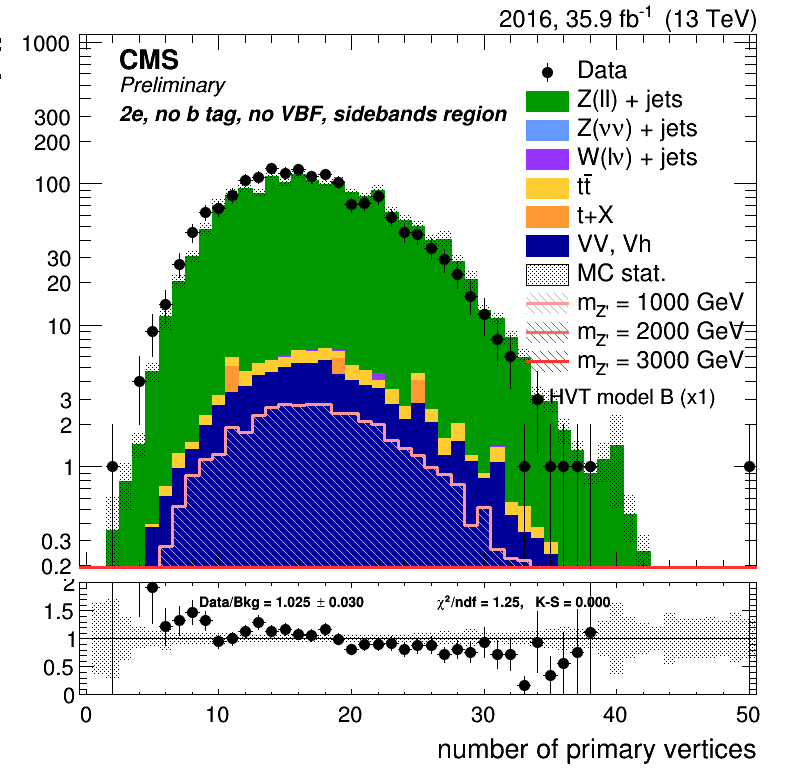 2016, 35.9 fb⁻¹ (13 TeV)
CMS
Preliminary
2e, no b tag, no VBF, sidebands region
Data
Z(ll) + jets
Z(νν) + jets
W(lν) + jets
tt̄
t+X
VV, Vh
MC stat.
m_Z' = 1000 GeV
m_Z' = 2000 GeV
m_Z' = 3000 GeV
HVT model B (x1)
1000
300
200
100
30
20
10
3
2
1
0.3
0.2
Data/Bkg = 1.025 ± 0.030
χ²/ndf = 1.25, K-S = 0.000
2
1.5
1
0.5
0
0 10 20 30 40 50
number of primary vertices